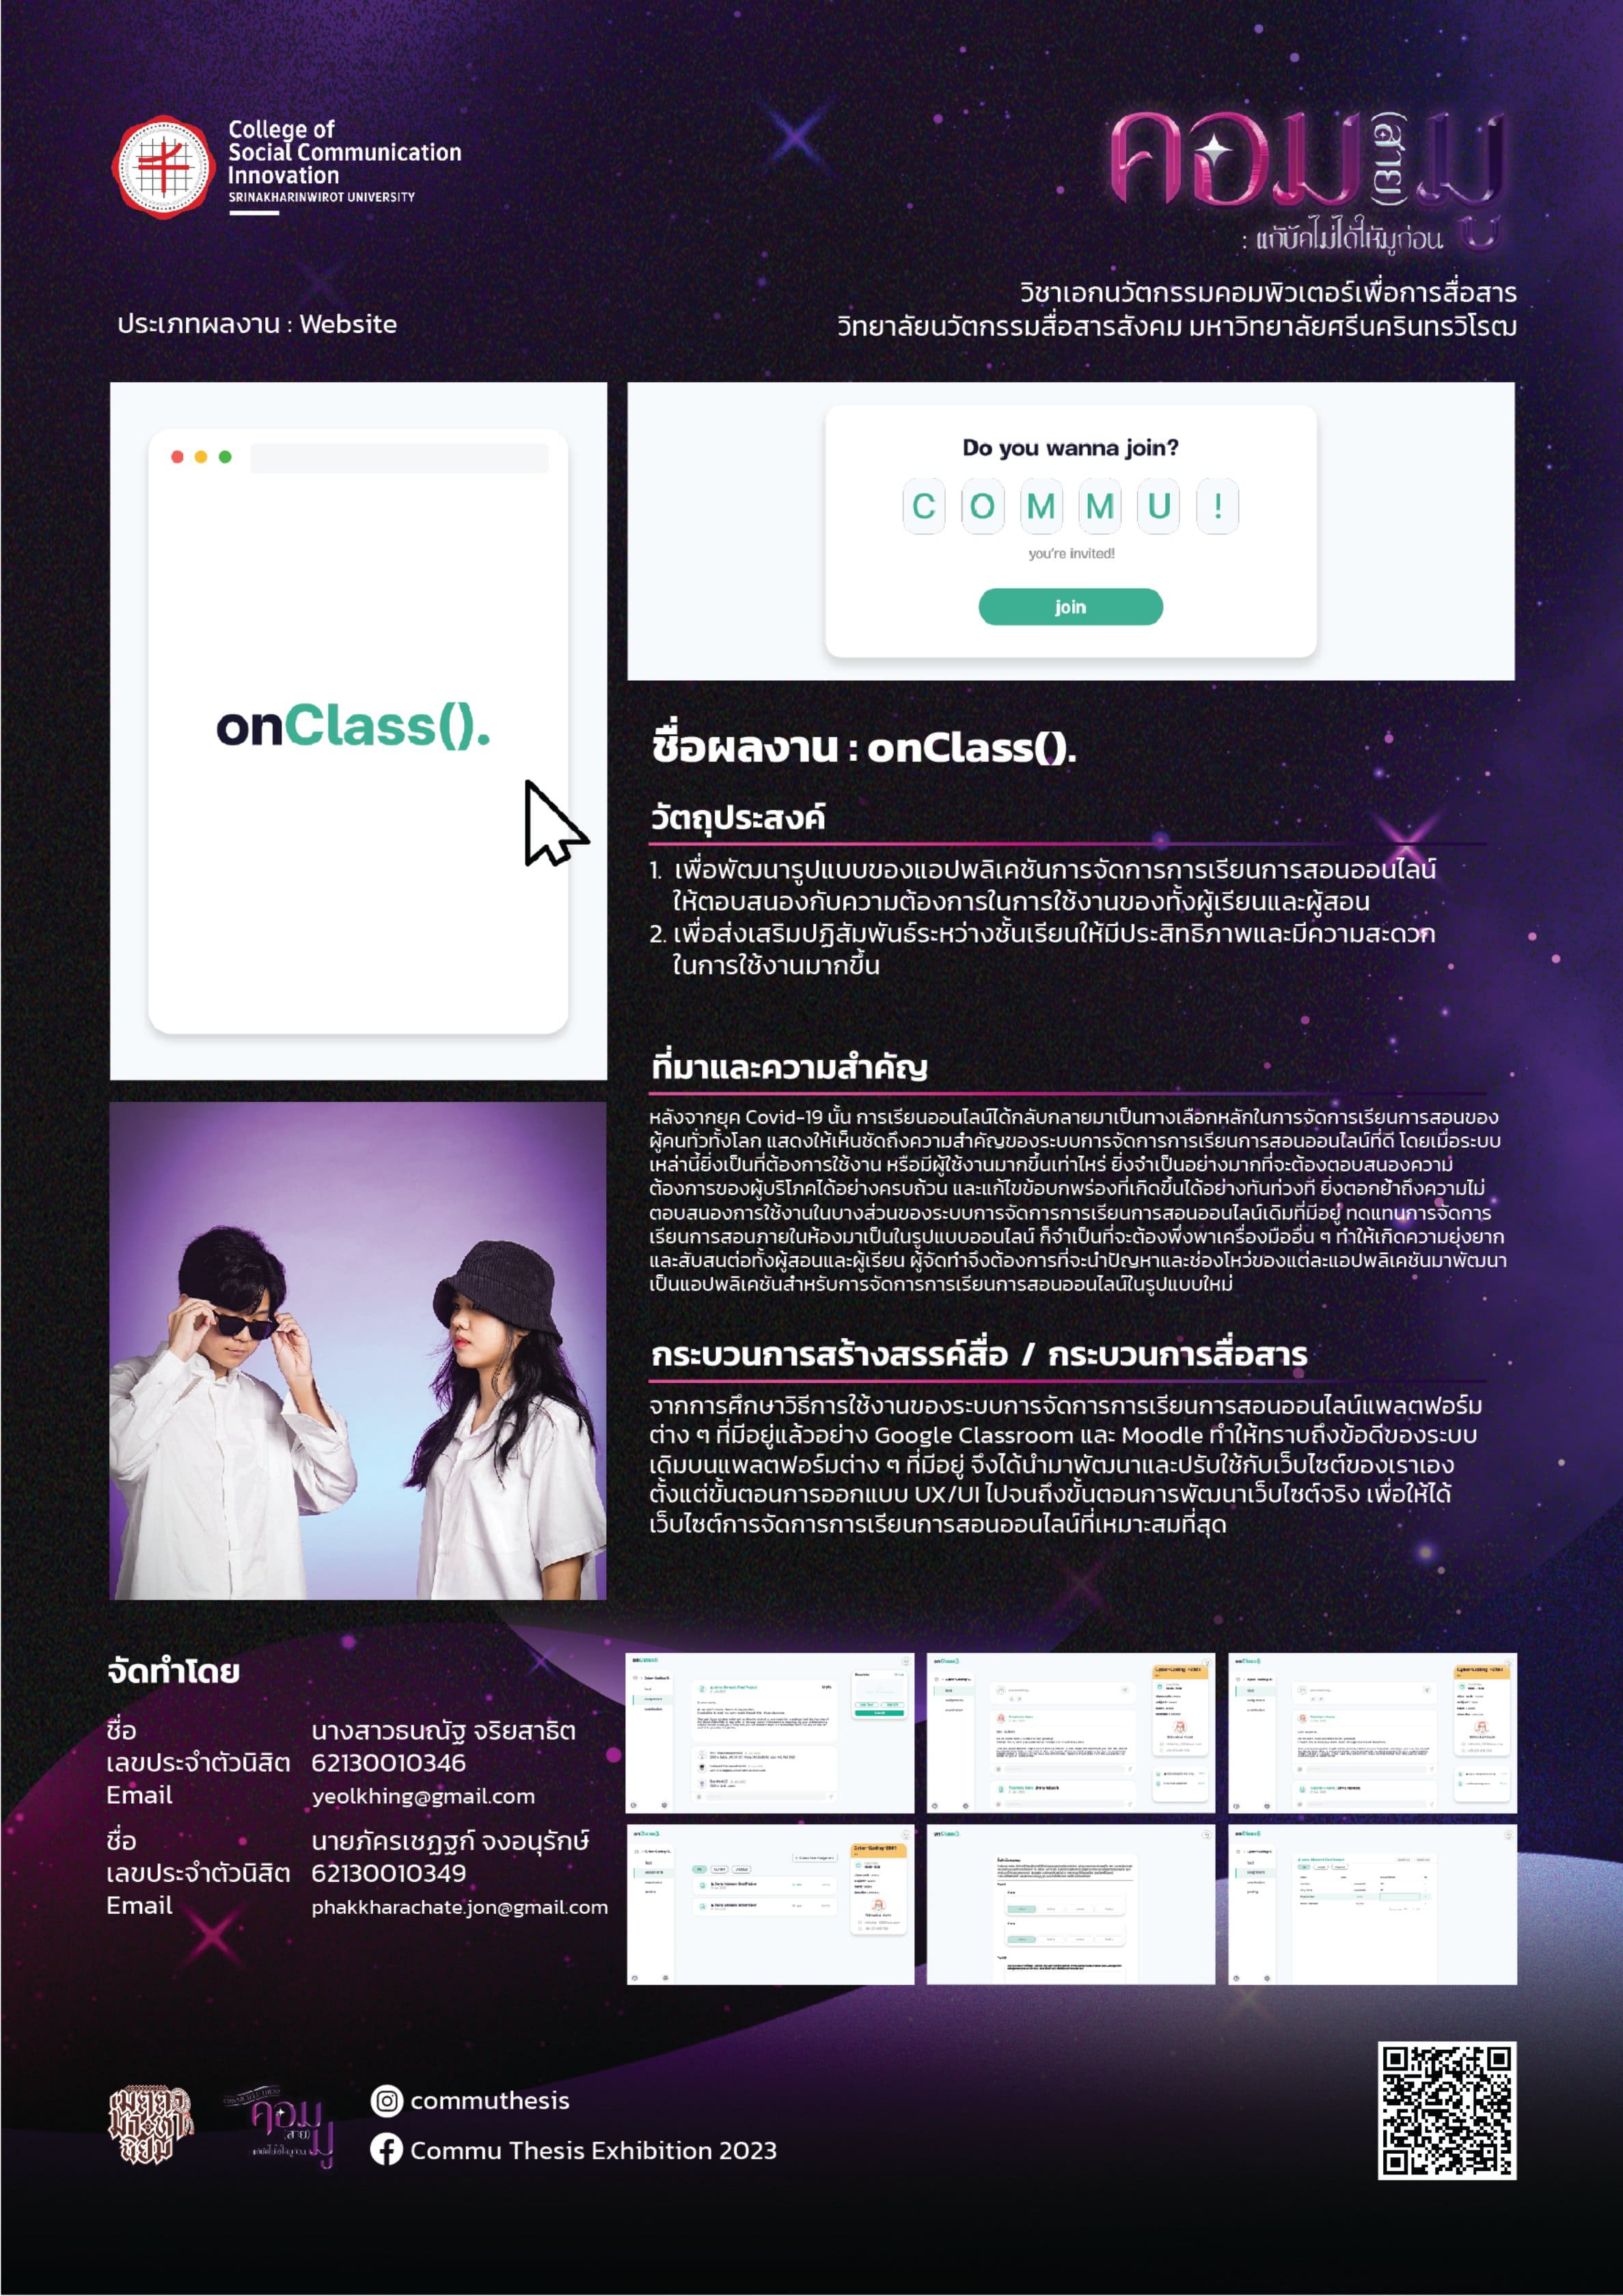 College of
Social Communication
Innovation
SRINAKHARINWIROT UNIVERSITY
คอม(สาย)มู
: แก้บัคไม่ได้ให้มูก่อน
วิชาเอกนวัตกรรมคอมพิวเตอร์เพื่อการสื่อสาร
วิทยาลัยนวัตกรรมสื่อสารสังคม มหาวิทยาลัยศรีนครินทรวิโรฒ
ประเภทผลงาน : Website
onClass().
Do you wanna join?
C O M M U !
you're invited!
join
ชื่อผลงาน : onClass().
วัตถุประสงค์
1. เพื่อพัฒนารูปแบบของแอปพลิเคชันการจัดการการเรียนการสอนออนไลน์
ให้ตอบสนองกับความต้องการในการใช้งานของทั้งผู้เรียนและผู้สอน
2. เพื่อส่งเสริมปฏิสัมพันธ์ระหว่างชั้นเรียนให้มีประสิทธิภาพและมีความสะดวก
ในการใช้งานมากขึ้น
ที่มาและความสำคัญ
หลังจากยุค Covid-19 นั้น การเรียนออนไลน์ได้กลับกลายมาเป็นทางเลือกหลักในการจัดการเรียนการสอนของ
ผู้คนทั่วทั้งโลก แสดงให้เห็นชัดถึงความสำคัญของระบบการจัดการการเรียนการสอนออนไลน์ที่ดี โดยเมื่อระบบ
เหล่านี้ยิ่งเป็นที่ต้องการใช้งาน หรือมีผู้ใช้งานมากขึ้นเท่าไหร่ ยิ่งจำเป็นอย่างมากที่จะต้องตอบสนองความ
ต้องการของผู้บริโภคได้อย่างครบถ้วน และแก้ไขข้อบกพร่องที่เกิดขึ้นได้อย่างทันท่วงที ยิ่งตอกย้ำถึงความไม่
ตอบสนองการใช้งานในบางส่วนของระบบการจัดการการเรียนการสอนออนไลน์เดิมที่มีอยู่ ทดแทนการจัดการ
เรียนการสอนภายในห้องมาเป็นในรูปแบบออนไลน์ ก็จำเป็นที่จะต้องพึ่งพาเครื่องมืออื่น ๆ ทำให้เกิดความยุ่งยาก
และสับสนต่อทั้งผู้สอนและผู้เรียน ผู้จัดทำจึงต้องการที่จะนำปัญหาและช่องโหว่ของแต่ละแอปพลิเคชันมาพัฒนา
เป็นแอปพลิเคชันสำหรับการจัดการการเรียนการสอนออนไลน์ในรูปแบบใหม่
กระบวนการสร้างสรรค์สื่อ / กระบวนการสื่อสาร
จากการศึกษาวิธีการใช้งานของระบบการจัดการการเรียนการสอนออนไลน์แพลตฟอร์ม
ต่าง ๆ ที่มีอยู่แล้วอย่าง Google Classroom และ Moodle ทำให้ทราบถึงข้อดีของระบบ
เดิมบนแพลตฟอร์มต่าง ๆ ที่มีอยู่ จึงได้นำมาพัฒนาและปรับใช้กับเว็บไซต์ของเราเอง
ตั้งแต่ขั้นตอนการออกแบบ UX/UI ไปจนถึงขั้นตอนการพัฒนาเว็บไซต์จริง เพื่อให้ได้
เว็บไซต์การจัดการการเรียนการสอนออนไลน์ที่เหมาะสมที่สุด
จัดทำโดย
ชื่อ นางสาวธนณัฐ จริยสาธิต
เลขประจำตัวนิสิต 62130010346
Email yeolkhing@gmail.com
ชื่อ นายภัครเชฎฐก์ จงอนุรักษ์
เลขประจำตัวนิสิต 62130010349
Email phakkharachate.jon@gmail.com
commuthesis
Commu Thesis Exhibition 2023